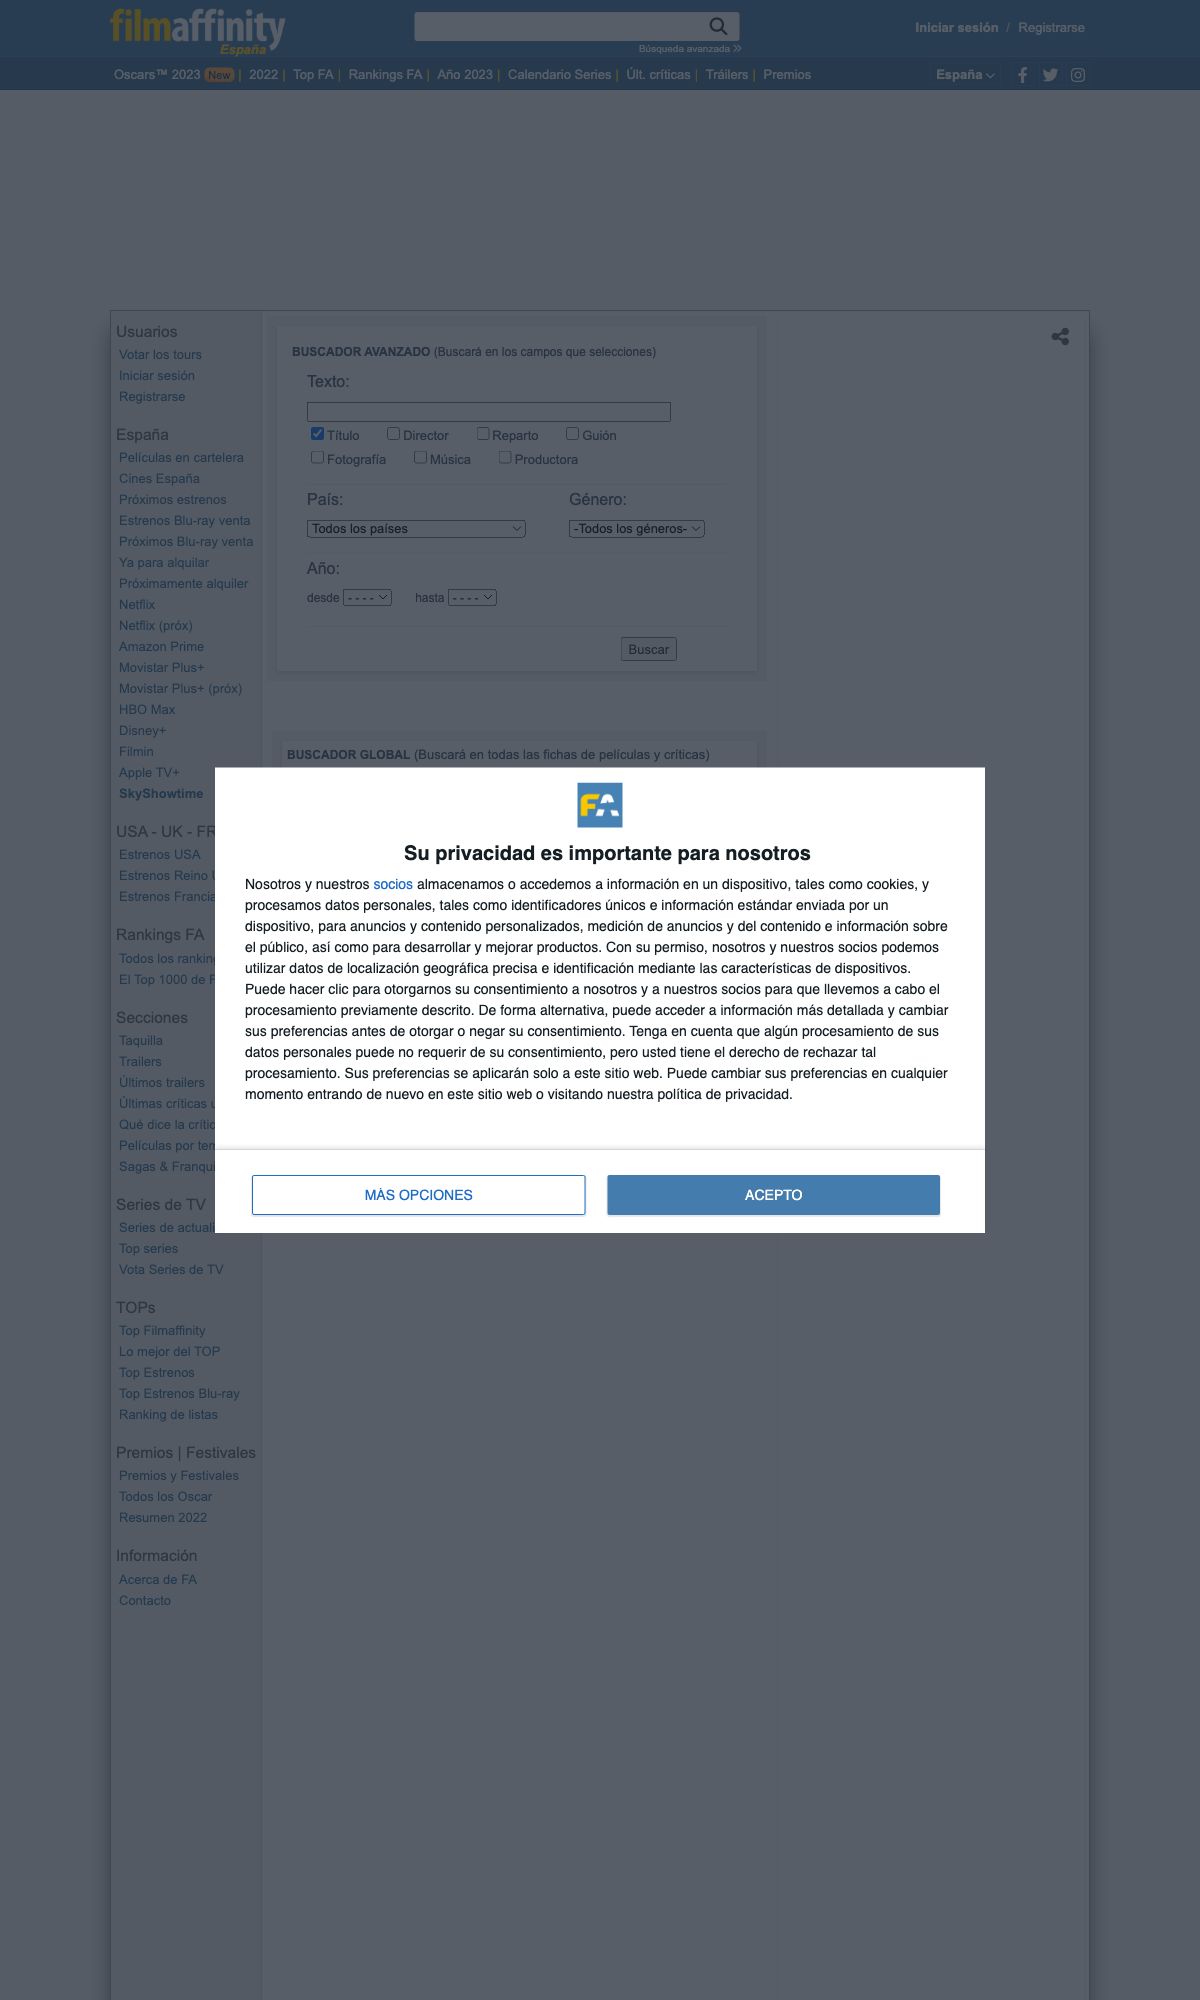 filmaffinity
España
Búsqueda avanzada
Iniciar sesión / Registrarse
Oscars™ 2023 New | 2022 | Top FA | Rankings FA | Año 2023 | Calendario Series | Últ. críticas | Tráilers | Premios
España
Usuarios
Votar los tours
Iniciar sesión
Registrarse
España
Películas en cartelera
Cines España
Próximos estrenos
Estrenos Blu-ray venta
Próximos Blu-ray venta
Ya para alquilar
Próximamente alquiler
Netflix
Netflix (próx)
Amazon Prime
Movistar Plus+
Movistar Plus+ (próx)
HBO Max
Disney+
Filmin
Apple TV+
SkyShowtime
USA - UK - FR
Estrenos USA
Estrenos Reino
Estrenos Francia
Rankings FA
Todos los
El Top 1000 de
Secciones
Taquilla
Trailers
Últimos trailers
Últimas críticas
Qué dice la
Películas por
Sagas &
Series de TV
Series de
Top series
Vota Series de TV
TOPs
Top Filmaffinity
Lo mejor del TOP
Top Estrenos
Top Estrenos Blu-ray
Ranking de listas
Premios | Festivales
Premios y Festivales
Todos los Oscar
Resumen 2022
Información
Acerca de FA
Contacto
BUSCADOR AVANZADO (Buscará en los campos que selecciones)
Texto:
Título Director Reparto Guión
Fotografía Música Productora
País: Género:
Todos los países -Todos los géneros-
Año:
desde - - - - hasta - - - -
Buscar
BUSCADOR GLOBAL (Buscará en todas las fichas de películas y críticas)
FA
Su privacidad es importante para nosotros
Nosotros y nuestros socios almacenamos o accedemos a información en un dispositivo, tales como cookies, y
procesamos datos personales, tales como identificadores únicos e información estándar enviada por un
dispositivo, para anuncios y contenido personalizados, medición de anuncios y del contenido e información sobre
el público, así como para desarrollar y mejorar productos. Con su permiso, nosotros y nuestros socios podemos
utilizar datos de localización geográfica precisa e identificación mediante las características de dispositivos.
Puede hacer clic para otorgarnos su consentimiento a nosotros y a nuestros socios para que llevemos a cabo el
procesamiento previamente descrito. De forma alternativa, puede acceder a información más detallada y cambiar
sus preferencias antes de otorgar o negar su consentimiento. Tenga en cuenta que algún procesamiento de sus
datos personales puede no requerir de su consentimiento, pero usted tiene el derecho de rechazar tal
procesamiento. Sus preferencias se aplicarán solo a este sitio web. Puede cambiar sus preferencias en cualquier
momento entrando de nuevo en este sitio web o visitando nuestra política de privacidad.
MÁS OPCIONES
ACEPTO